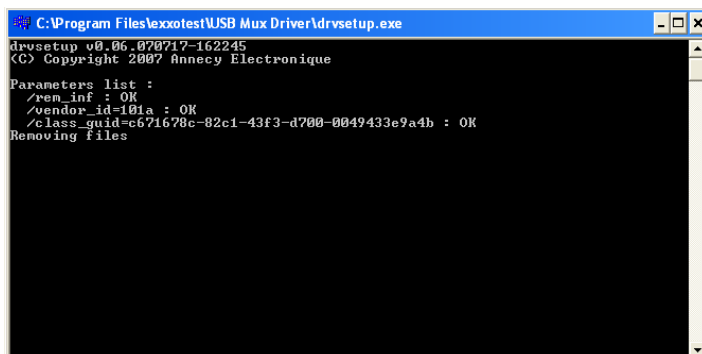 C:\Program Files\exxotest\USB Mux Driver\drvsetup.exe
drvsetup v0.06.070717-162245
(C) Copyright 2007 Annecy Electronique
Parameters list :
/rem_inf : OK
/vendor_id=101a : OK
/class_guid=c671678c-82c1-43f3-d700-0049433e9a4b : OK
Removing files